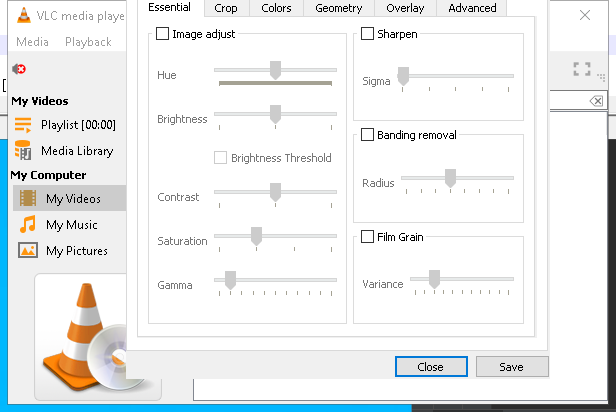 VLC media playe
Media Playback
My Videos
Playlist [00:00]
Media Library
My Computer
My Videos
My Music
My Pictures
Essential Crop Colors Geometry Overlay Advanced
Image adjust
Hue
Brightness
Brightness Threshold
Contrast
Saturation
Gamma
Sharpen
Sigma
Banding removal
Radius
Film Grain
Variance
Close Save